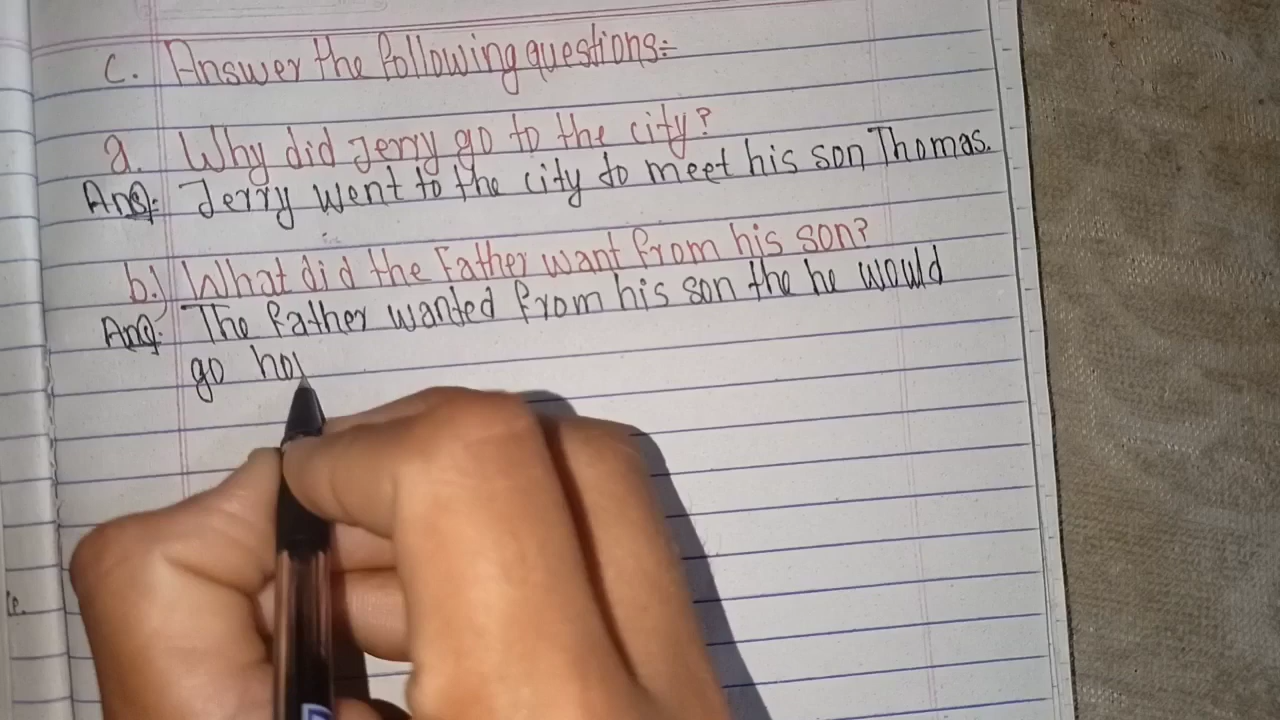 C. Answer the following questions:-
a. Why did Jerry go to the city?
Ans: Jerry went to the city to meet his son Thomas.
b.) What did the Father want from his son?
Ans: The father wanted from his son the he would
go ho